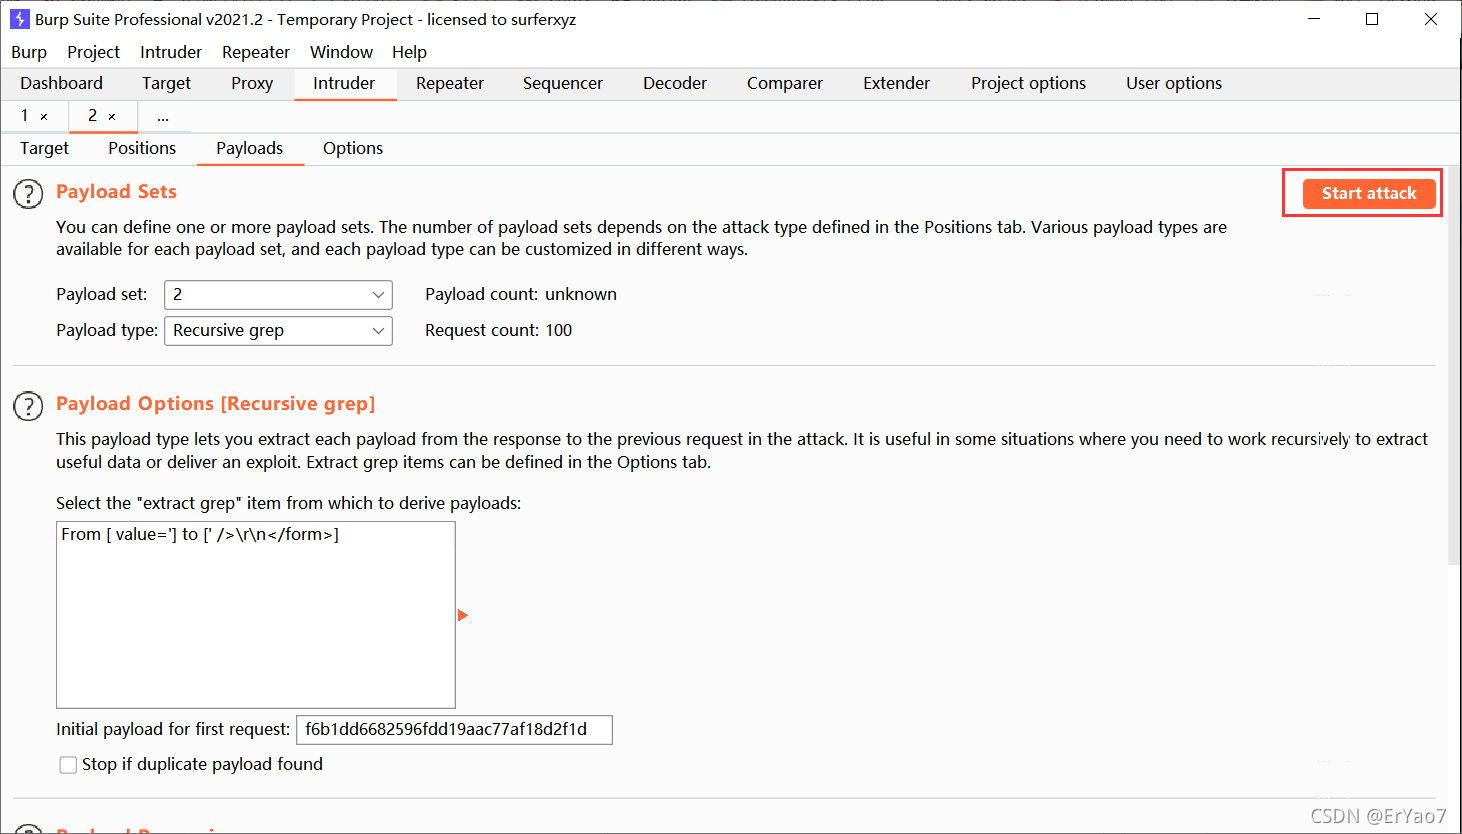 Burp Suite Professional v2021.2 - Temporary Project - licensed to surferxyz
Burp Project Intruder Repeater Window Help
Dashboard Target Proxy Intruder Repeater Sequencer Decoder Comparer Extender Project options User options
1 × 2 × ...
Target Positions Payloads Options
? Payload Sets Start attack
You can define one or more payload sets. The number of payload sets depends on the attack type defined in the Positions tab. Various payload types are
available for each payload set, and each payload type can be customized in different ways.
Payload set: 2 Payload count: unknown
Payload type: Recursive grep Request count: 100
? Payload Options [Recursive grep]
This payload type lets you extract each payload from the response to the previous request in the attack. It is useful in some situations where you need to work recursively to extract
useful data or deliver an exploit. Extract grep items can be defined in the Options tab.
Select the "extract grep" item from which to derive payloads:
From [ value='] to [' />\r\n</form>]
Initial payload for first request: f6b1dd6682596fdd19aac77af18d2f1d
Stop if duplicate payload found
CSDN @ErYao7